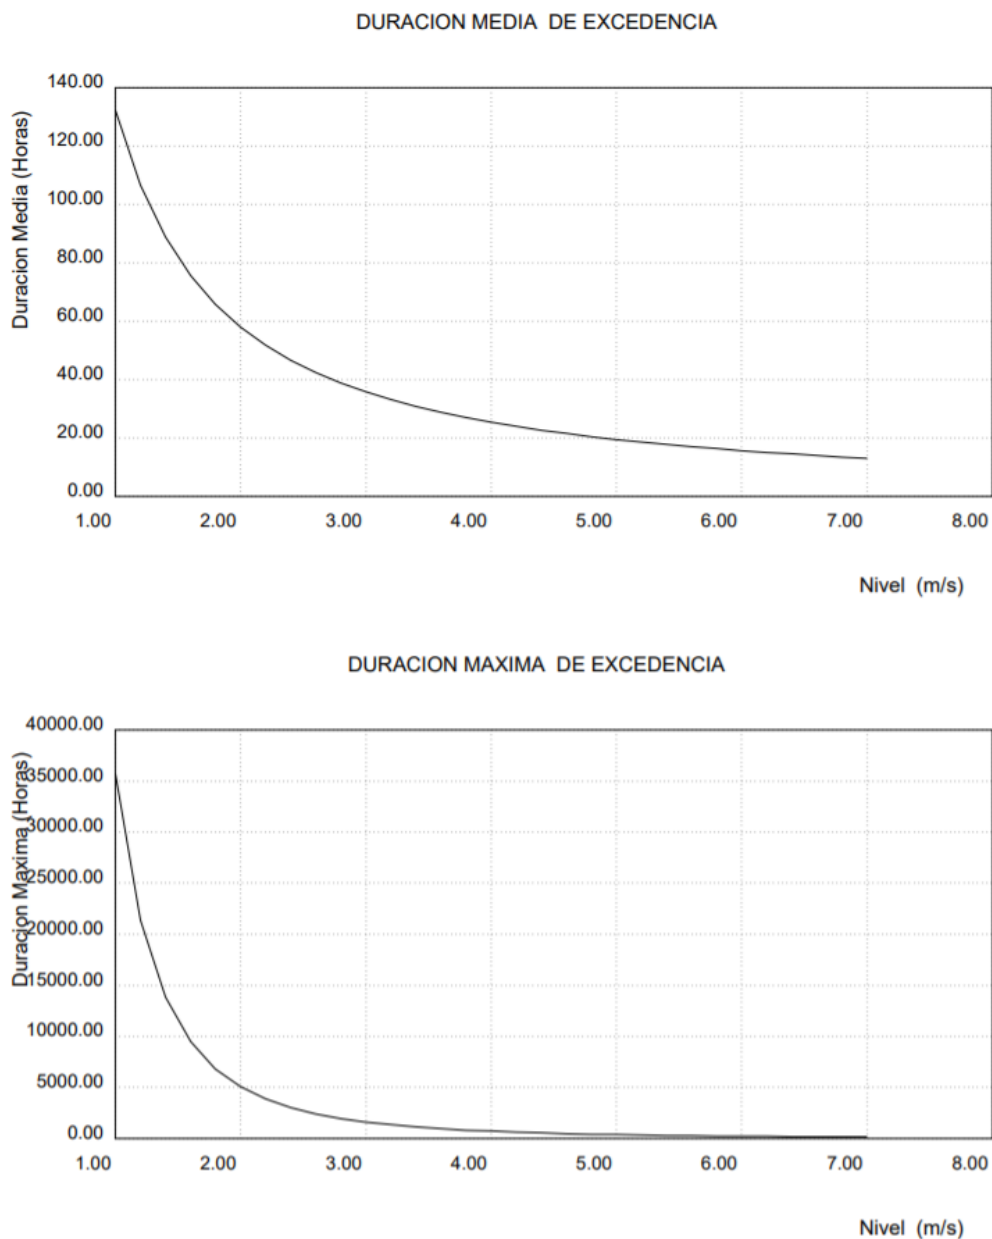 DURACION MEDIA  DE EXCEDENCIA
Duracion Media (Horas)
140.00
120.00
100.00
80.00
60.00
40.00
20.00
0.00
1.00 2.00 3.00 4.00 5.00 6.00 7.00 8.00
Nivel  (m/s)
DURACION MAXIMA  DE EXCEDENCIA
Duracion Maxima (Horas)
40000.00
35000.00
30000.00
25000.00
20000.00
15000.00
10000.00
5000.00
0.00
1.00 2.00 3.00 4.00 5.00 6.00 7.00 8.00
Nivel  (m/s)